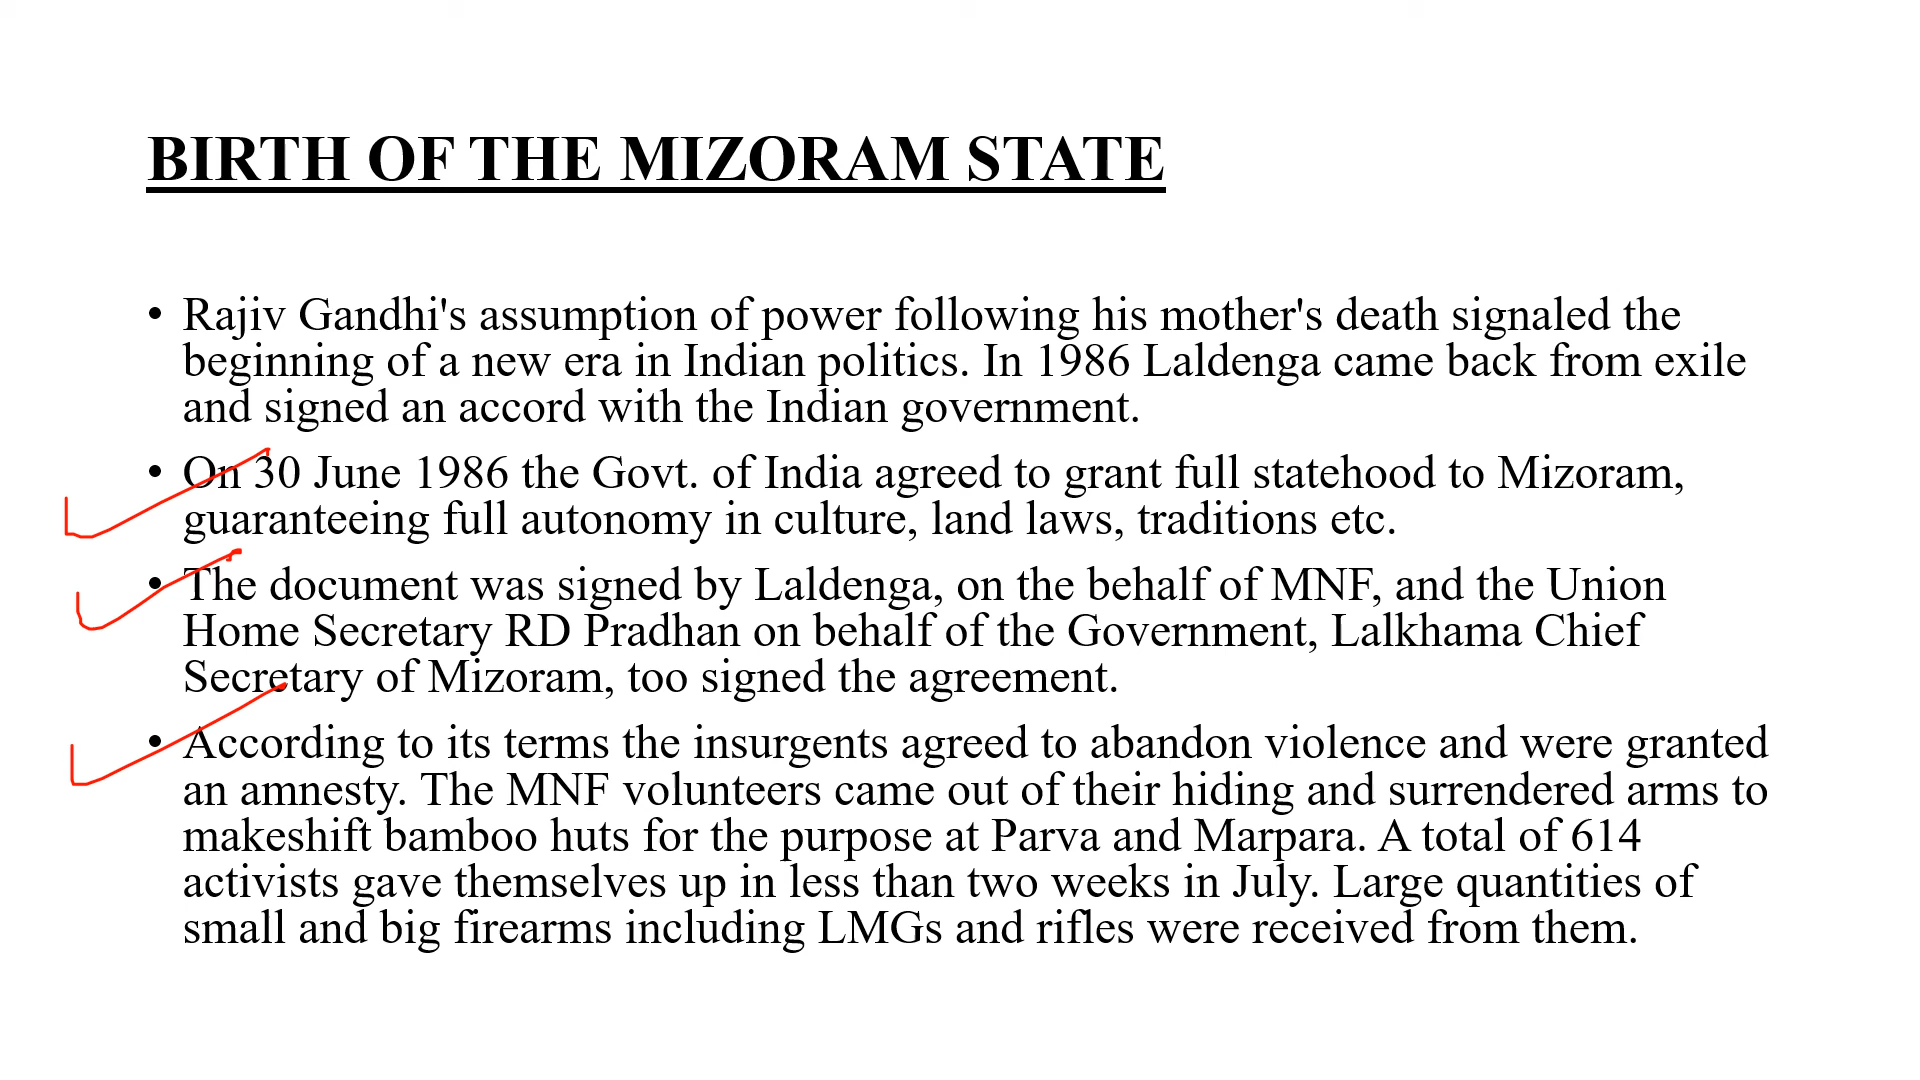 BIRTH OF THE MIZORAM STATE
• Rajiv Gandhi's assumption of power following his mother's death signaled the
beginning of a new era in Indian politics. In 1986 Laldenga came back from exile
and signed an accord with the Indian government.
• On 30 June 1986 the Govt. of India agreed to grant full statehood to Mizoram,
guaranteeing full autonomy in culture, land laws, traditions etc.
• The document was signed by Laldenga, on the behalf of MNF, and the Union
Home Secretary RD Pradhan on behalf of the Government, Lalkhama Chief
Secretary of Mizoram, too signed the agreement.
• According to its terms the insurgents agreed to abandon violence and were granted
an amnesty. The MNF volunteers came out of their hiding and surrendered arms to
makeshift bamboo huts for the purpose at Parva and Marpara. A total of 614
activists gave themselves up in less than two weeks in July. Large quantities of
small and big firearms including LMGs and rifles were received from them.